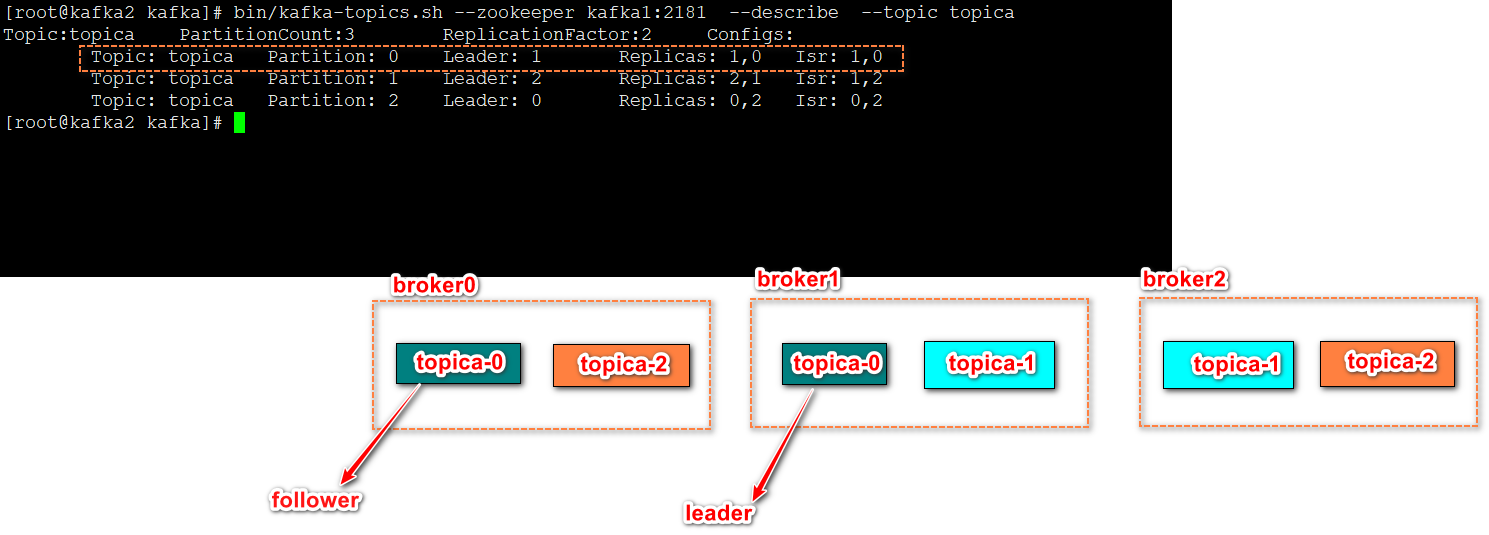 [root@kafka2 kafka]# bin/kafka-topics.sh --zookeeper kafka1:2181  --describe  --topic topica
Topic:topica    PartitionCount:3        ReplicationFactor:2     Configs:
Topic: topica   Partition: 0    Leader: 1       Replicas: 1,0   Isr: 1,0
Topic: topica   Partition: 1    Leader: 2       Replicas: 2,1   Isr: 1,2
Topic: topica   Partition: 2    Leader: 0       Replicas: 0,2   Isr: 0,2
[root@kafka2 kafka]#
broker0 broker1 broker2
topica-0 topica-2 topica-0 topica-1 topica-1 topica-2
follower
leader